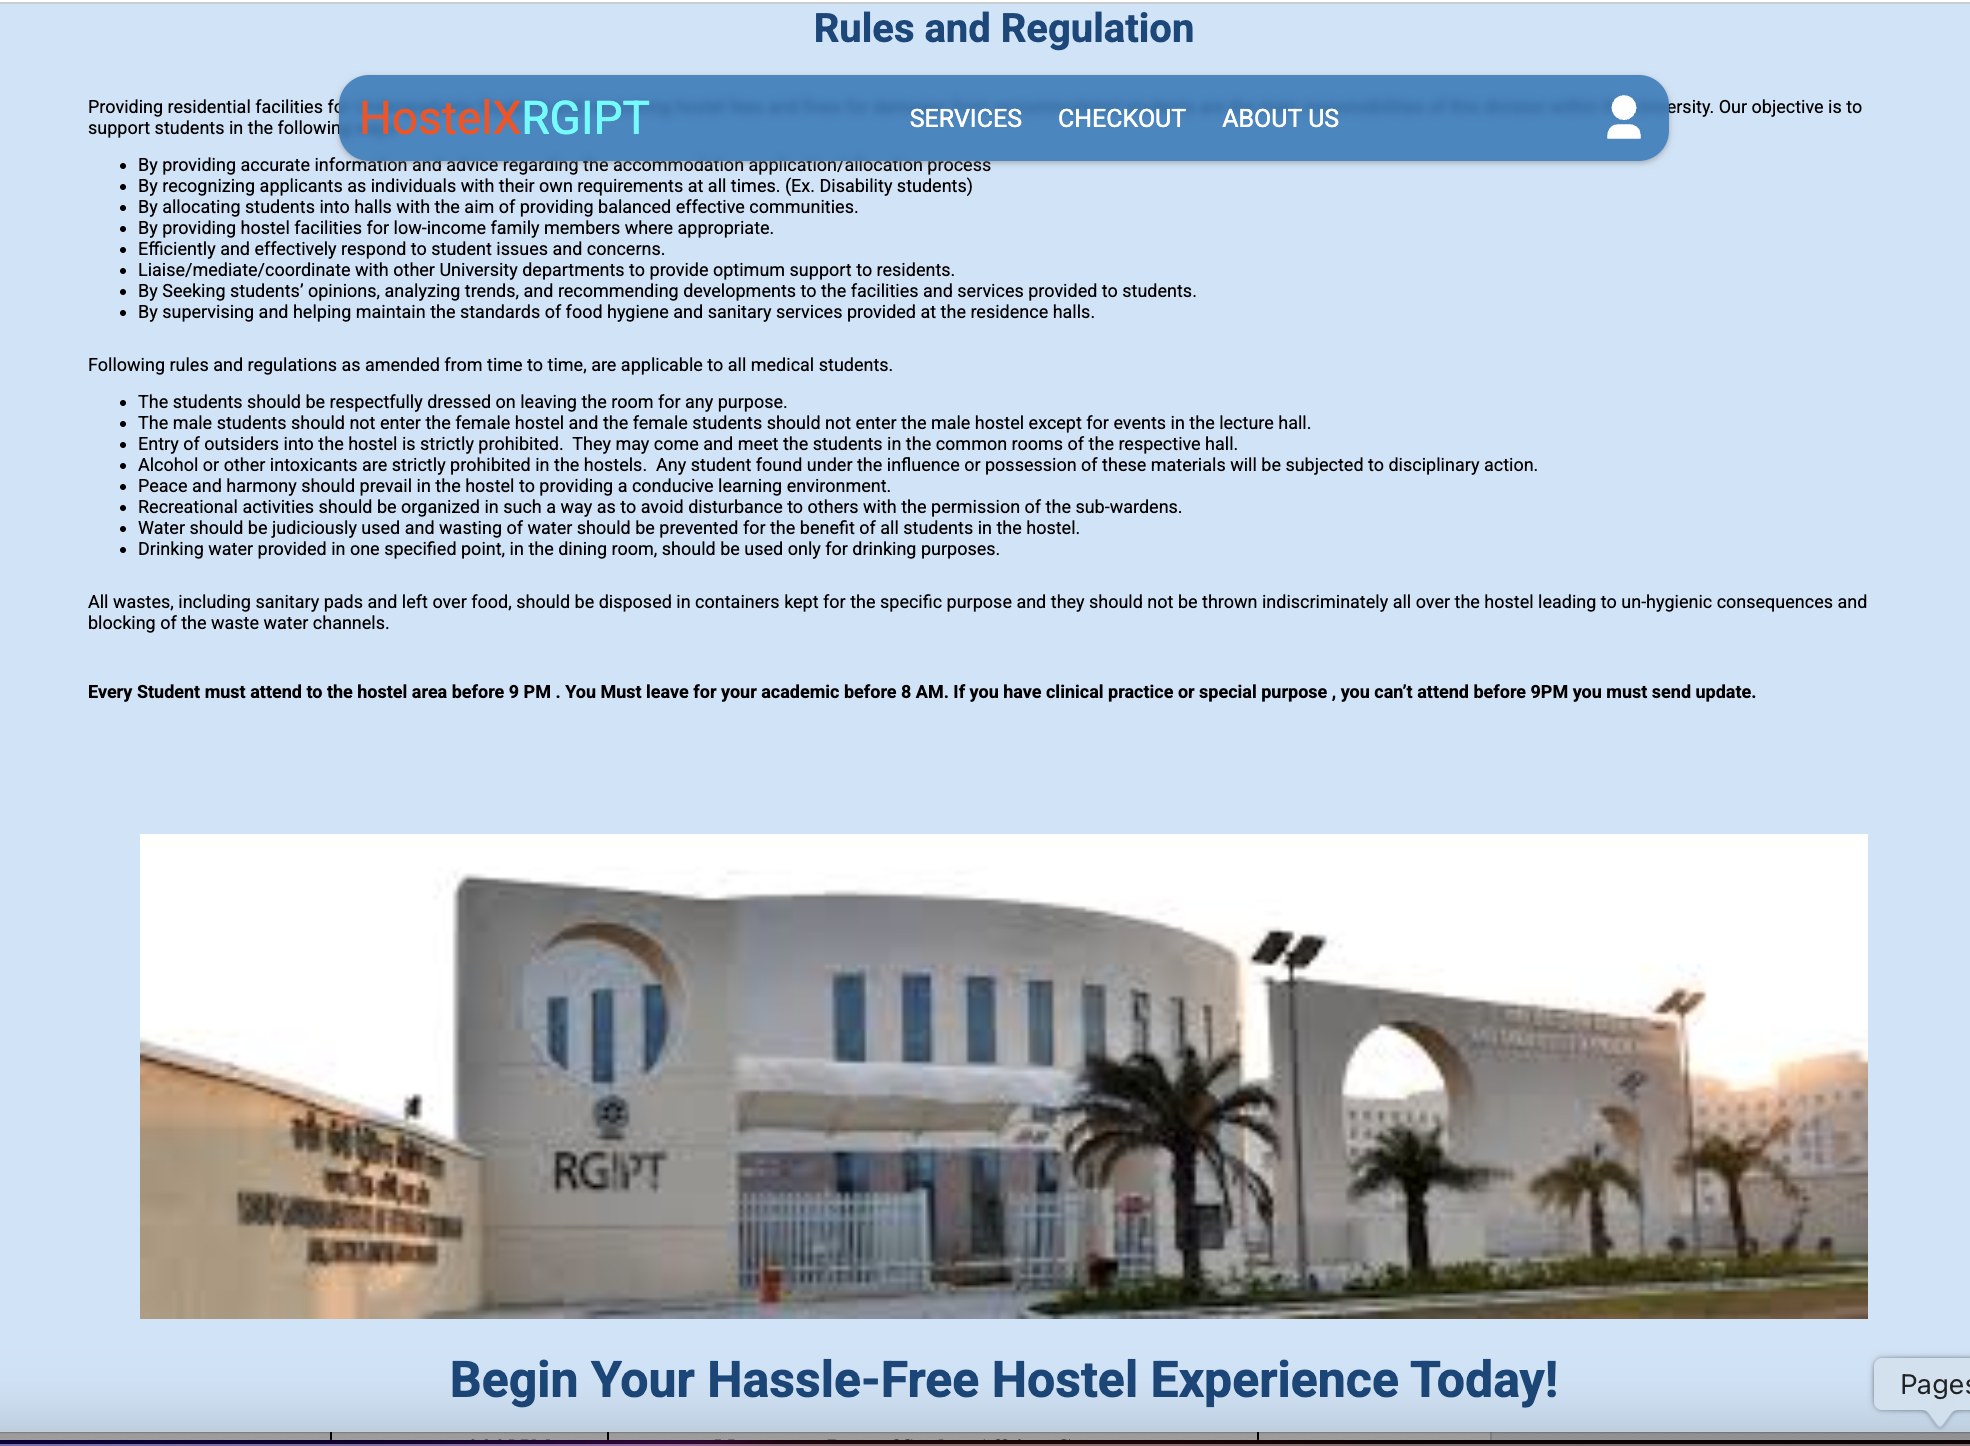 Rules and Regulation
HostelXRGIPT
SERVICES CHECKOUT ABOUT US
Providing residential facilities ersity. Our objective is to
support students in the
By providing accurate information and advice regarding the accommodation application/allocation process
By recognizing applicants as individuals with their own requirements at all times. (Ex. Disability students)
By allocating students into halls with the aim of providing balanced effective communities.
By providing hostel facilities for low-income family members where appropriate.
Efficiently and effectively respond to student issues and concerns.
Liaise/mediate/coordinate with other University departments to provide optimum support to residents.
By Seeking students’ opinions, analyzing trends, and recommending developments to the facilities and services provided to students.
By supervising and helping maintain the standards of food hygiene and sanitary services provided at the residence halls.
Following rules and regulations as amended from time to time, are applicable to all medical students.
The students should be respectfully dressed on leaving the room for any purpose.
The male students should not enter the female hostel and the female students should not enter the male hostel except for events in the lecture hall.
Entry of outsiders into the hostel is strictly prohibited.  They may come and meet the students in the common rooms of the respective hall.
Alcohol or other intoxicants are strictly prohibited in the hostels.  Any student found under the influence or possession of these materials will be subjected to disciplinary action.
Peace and harmony should prevail in the hostel to providing a conducive learning environment.
Recreational activities should be organized in such a way as to avoid disturbance to others with the permission of the sub-wardens.
Water should be judiciously used and wasting of water should be prevented for the benefit of all students in the hostel.
Drinking water provided in one specified point, in the dining room, should be used only for drinking purposes.
All wastes, including sanitary pads and left over food, should be disposed in containers kept for the specific purpose and they should not be thrown indiscriminately all over the hostel leading to un-hygienic consequences and
blocking of the waste water channels.
Every Student must attend to the hostel area before 9 PM . You Must leave for your academic before 8 AM. If you have clinical practice or special purpose , you can’t attend before 9PM you must send update.
RGIPT
Begin Your Hassle-Free Hostel Experience Today!
Pages